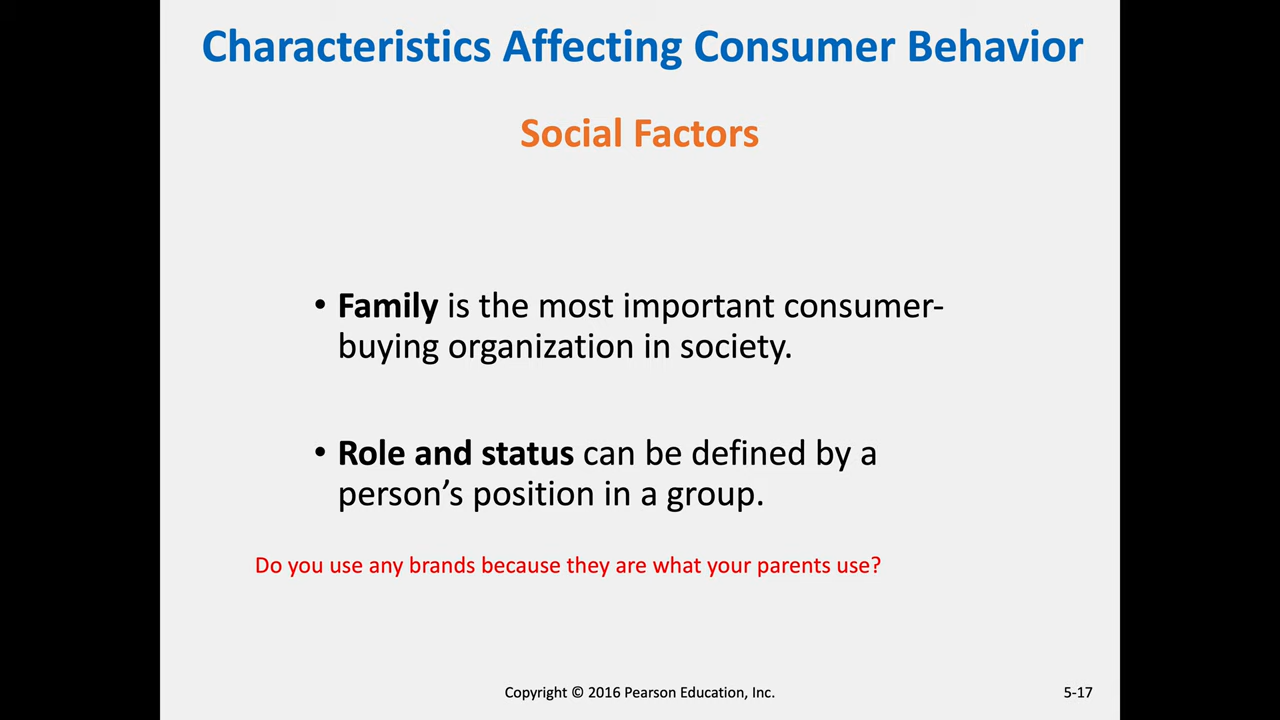 Characteristics Affecting Consumer Behavior
Social Factors
• Family is the most important consumer-
buying organization in society.
• Role and status can be defined by a
person’s position in a group.
Do you use any brands because they are what your parents use?
Copyright © 2016 Pearson Education, Inc.
5-17